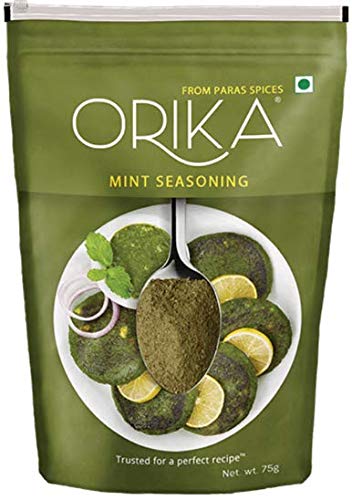 FROM PARAS SPICES
ORIKA®
MINT SEASONING
Trusted for a perfect recipe™
Net. wt. 75g